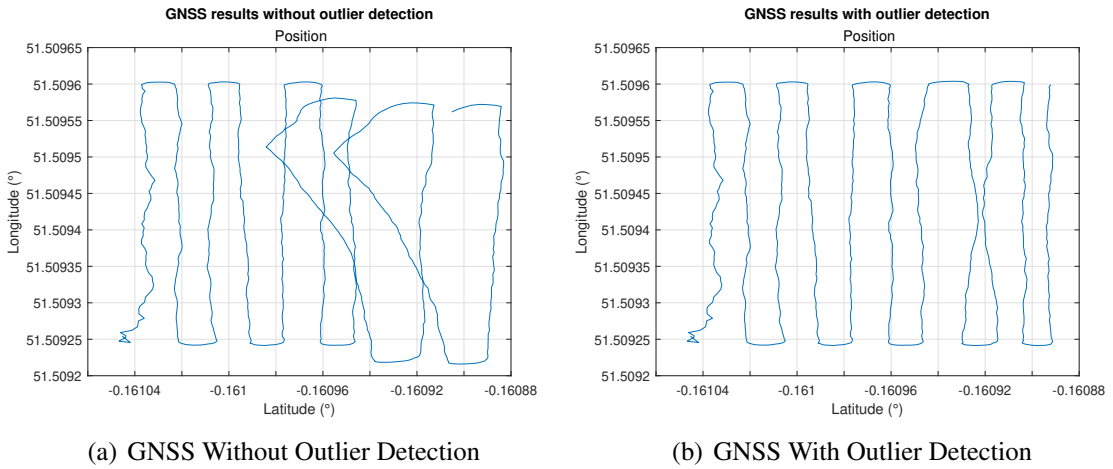 GNSS results without outlier detection
Position
51.50965
51.5096
51.50955
51.5095
51.50945
51.5094
51.50935
51.5093
51.50925
51.5092
Longitude (°)
-0.16104 -0.161 -0.16096 -0.16092 -0.16088
Latitude (°)
(a) GNSS Without Outlier Detection
GNSS results with outlier detection
Position
51.50965
51.5096
51.50955
51.5095
51.50945
51.5094
51.50935
51.5093
51.50925
51.5092
Longitude (°)
-0.16104 -0.161 -0.16096 -0.16092 -0.16088
Latitude (°)
(b) GNSS With Outlier Detection